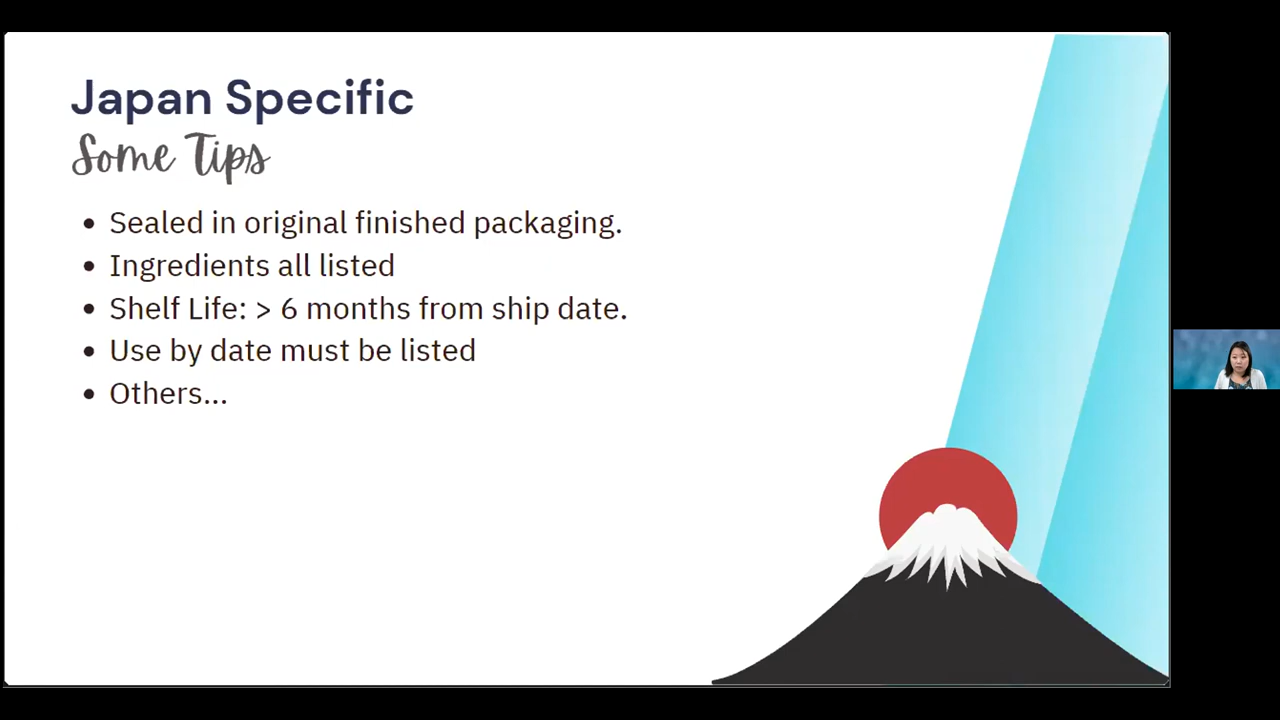 Japan Specific
Some Tips
• Sealed in original finished packaging.
• Ingredients all listed
• Shelf Life: > 6 months from ship date.
• Use by date must be listed
• Others...